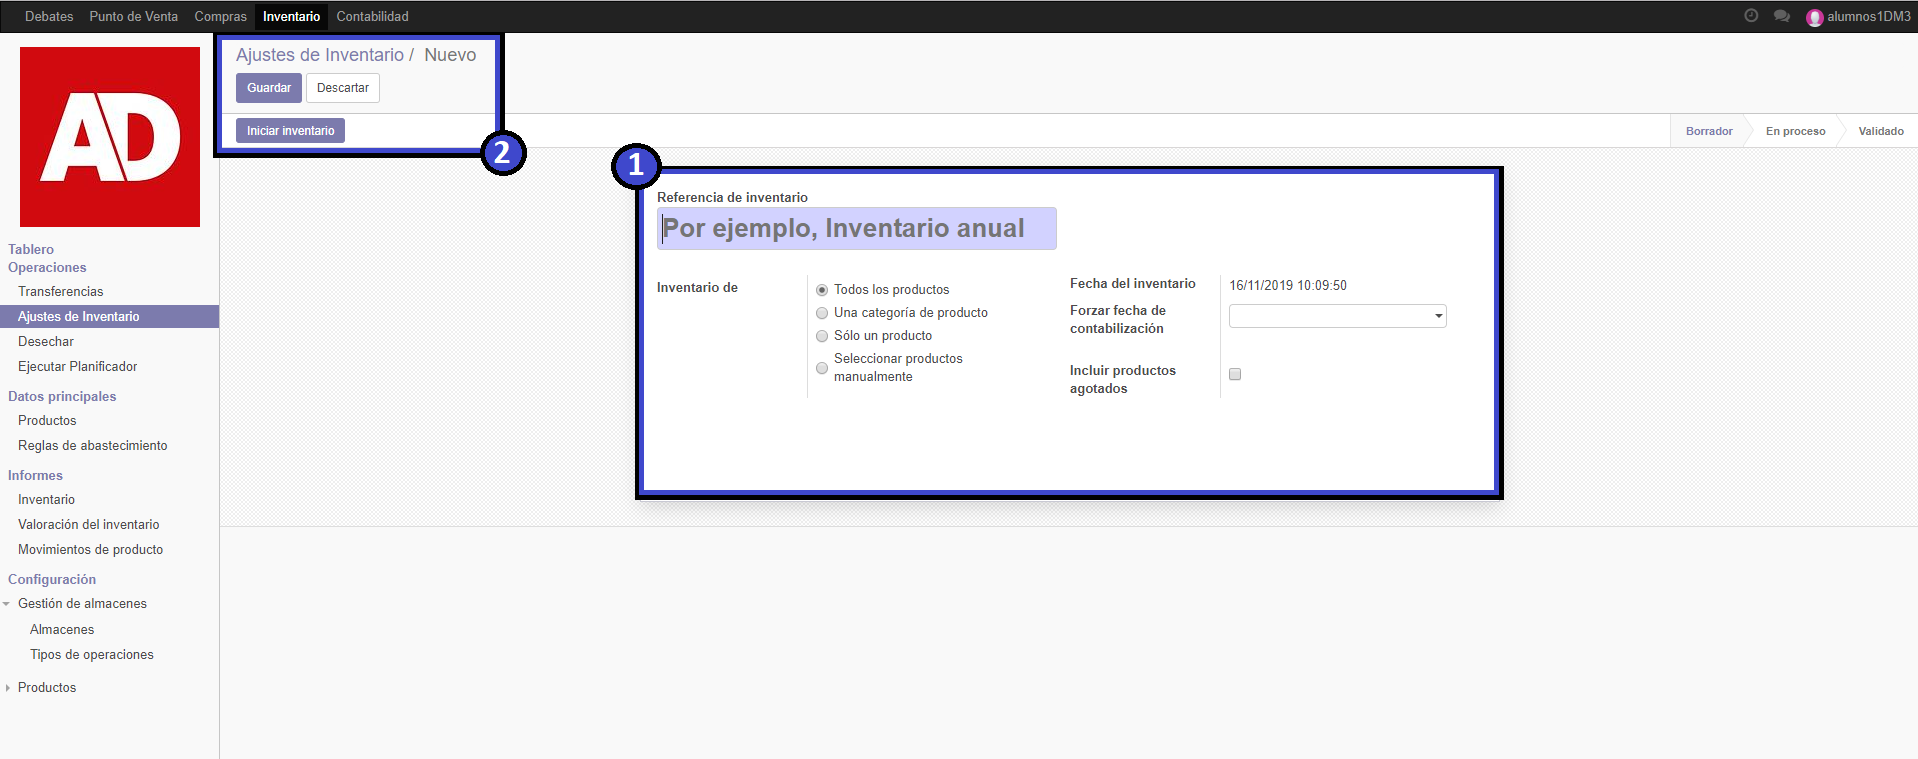 Debates Punto de Venta Compras Inventario Contabilidad alumnos1DM3
AD
Tablero
Operaciones
Transferencias
Ajustes de Inventario
Desechar
Ejecutar Planificador
Datos principales
Productos
Reglas de abastecimiento
Informes
Inventario
Valoración del inventario
Movimientos de producto
Configuración
Gestión de almacenes
Almacenes
Tipos de operaciones
Productos
Ajustes de Inventario / Nuevo
Guardar Descartar
Iniciar inventario
2
Borrador En proceso Validado
1
Referencia de inventario
Por ejemplo, Inventario anual
Inventario de
Todos los productos
Una categoría de producto
Sólo un producto
Seleccionar productos
manualmente
Fecha del inventario 16/11/2019 10:09:50
Forzar fecha de
contabilización
Incluir productos
agotados